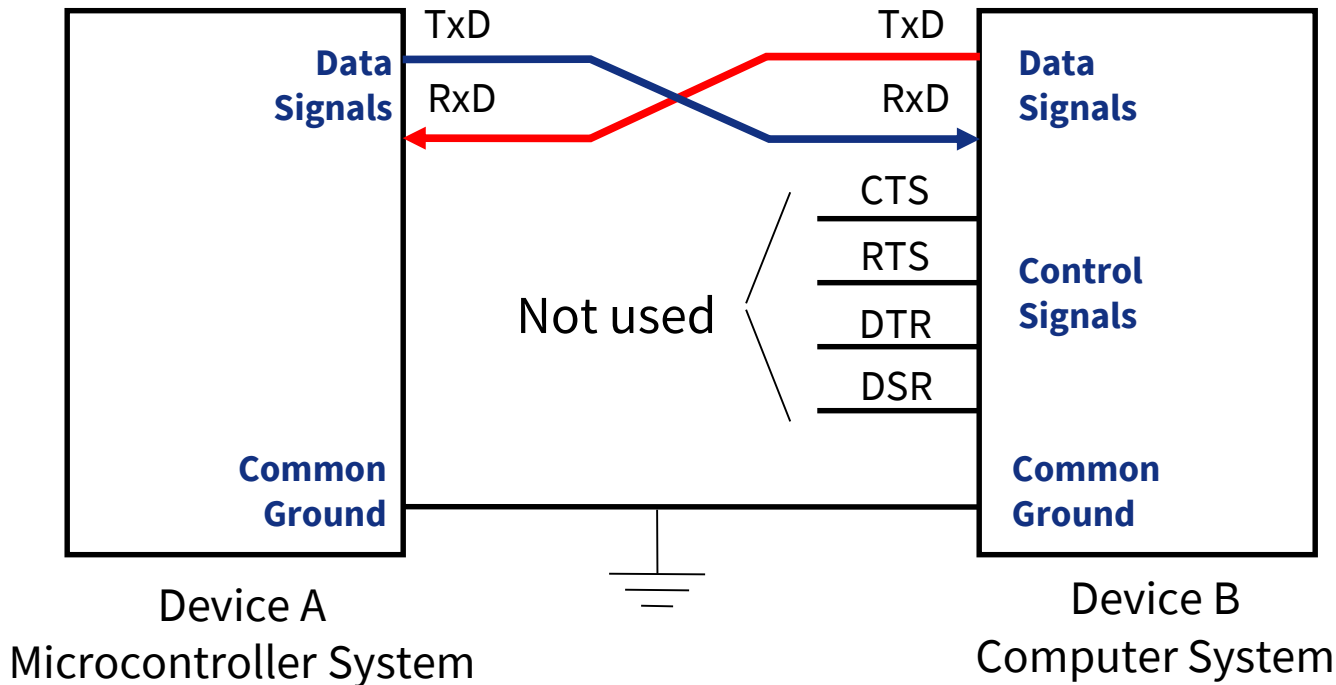 TxD
TxD
Data
Signals
RxD
RxD
Data
Signals
CTS
RTS
DTR
DSR
Not used
Control
Signals
Common
Ground
Common
Ground
Device A
Microcontroller System
Device B
Computer System